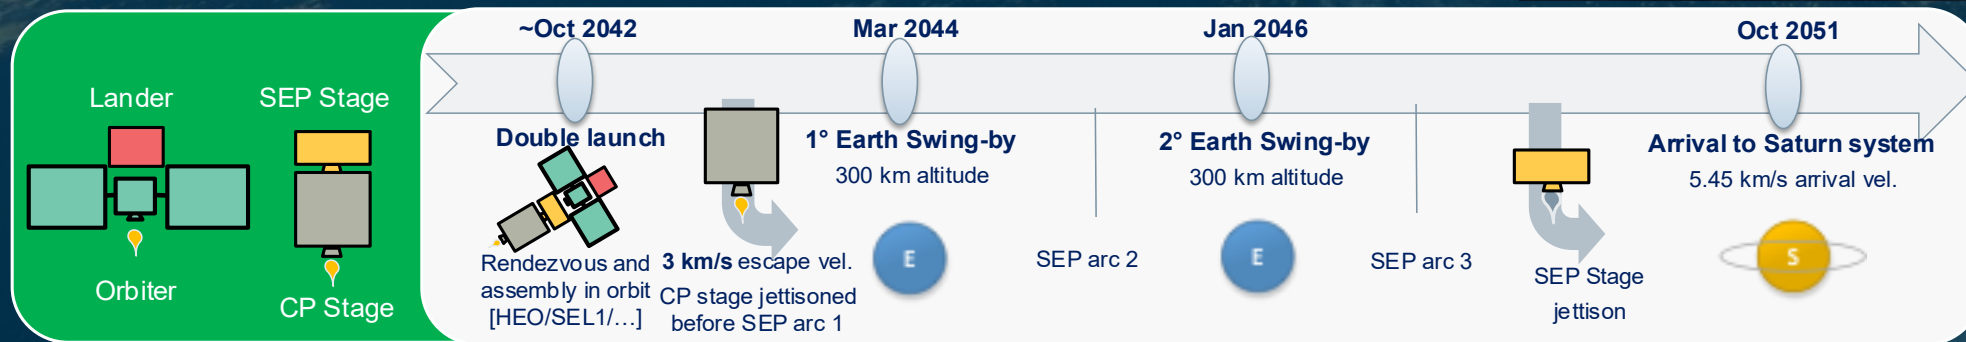 Lander
SEP Stage
Orbiter
CP Stage
~Oct 2042
Double launch
Rendezvous and
assembly in orbit
[HEO/SEL1/…]
3 km/s escape vel.
CP stage jettisoned
before SEP arc 1
Mar 2044
1° Earth Swing-by
300 km altitude
E
SEP arc 2
Jan 2046
2° Earth Swing-by
300 km altitude
E
SEP arc 3
SEP Stage
jettison
Oct 2051
Arrival to Saturn system
5.45 km/s arrival vel.
S